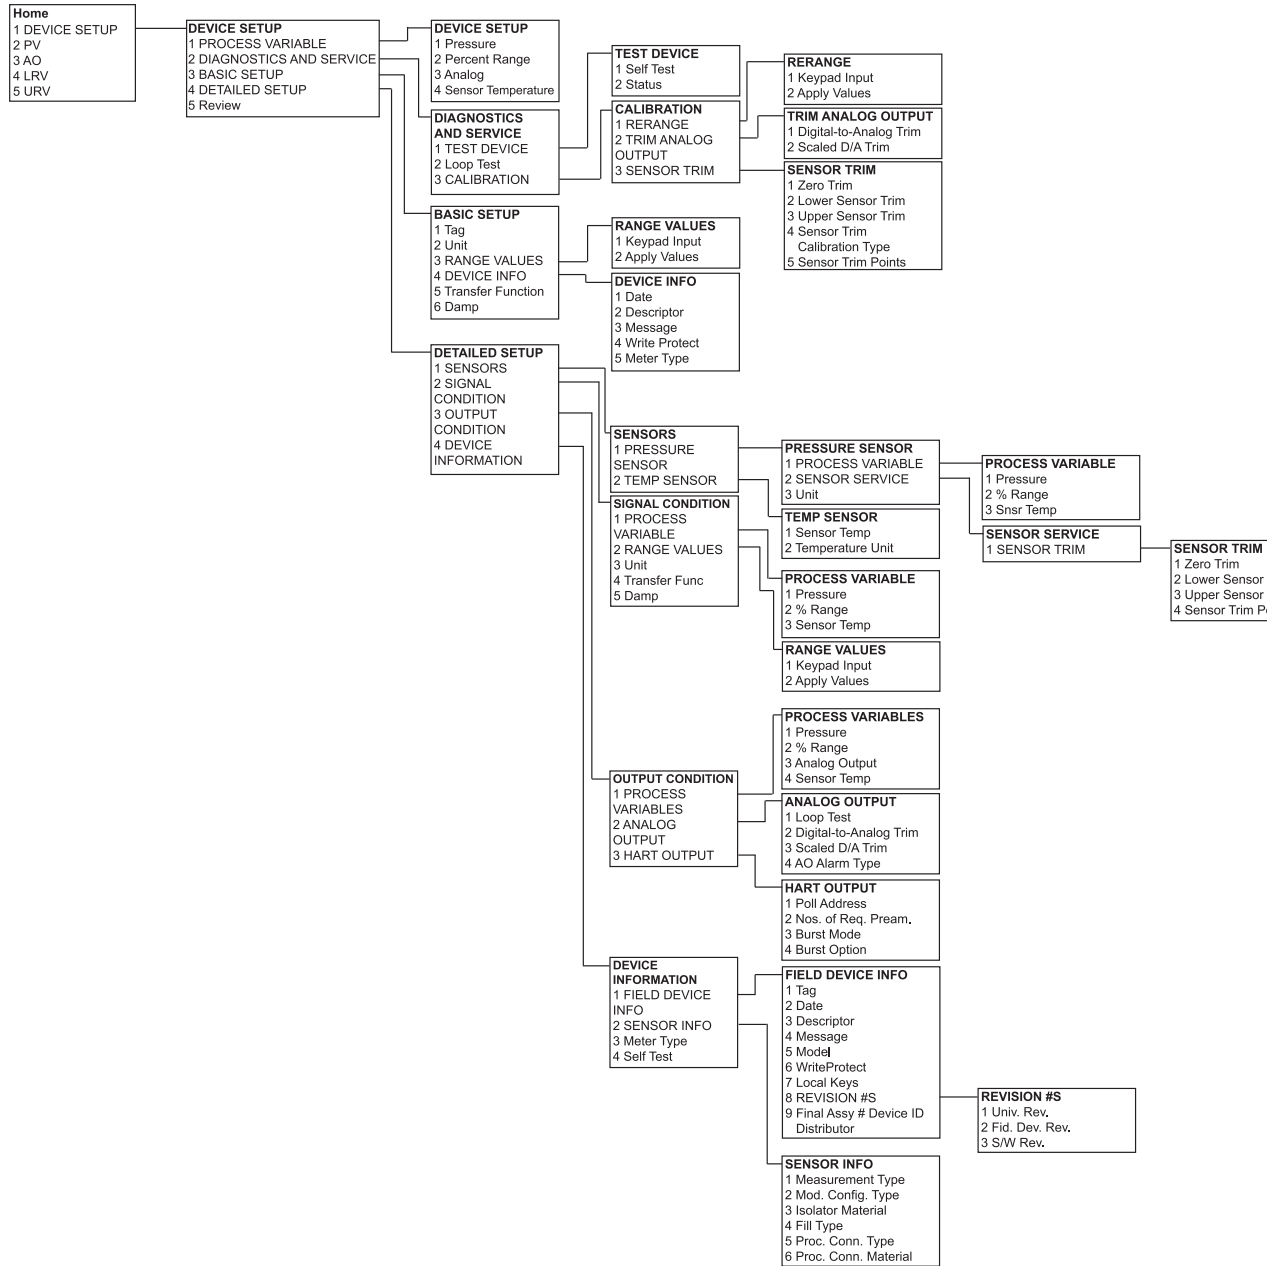 Home
1 DEVICE SETUP
2 PV
3 AO
4 LRV
5 URV
DEVICE SETUP
1 PROCESS VARIABLE
2 DIAGNOSTICS AND SERVICE
3 BASIC SETUP
4 DETAILED SETUP
5 Review
DEVICE SETUP
1 Pressure
2 Percent Range
3 Analog
4 Sensor Temperature
DIAGNOSTICS
AND SERVICE
1 TEST DEVICE
2 Loop Test
3 CALIBRATION
TEST DEVICE
1 Self Test
2 Status
CALIBRATION
1 RERANGE
2 TRIM ANALOG
OUTPUT
3 SENSOR TRIM
RERANGE
1 Keypad Input
2 Apply Values
TRIM ANALOG OUTPUT
1 Digital-to-Analog Trim
2 Scaled D/A Trim
SENSOR TRIM
1 Zero Trim
2 Lower Sensor Trim
3 Upper Sensor Trim
4 Sensor Trim
Calibration Type
5 Sensor Trim Points
BASIC SETUP
1 Tag
2 Unit
3 RANGE VALUES
4 DEVICE INFO
5 Transfer Function
6 Damp
RANGE VALUES
1 Keypad Input
2 Apply Values
DEVICE INFO
1 Date
2 Descriptor
3 Message
4 Write Protect
5 Meter Type
DETAILED SETUP
1 SENSORS
2 SIGNAL
CONDITION
3 OUTPUT
CONDITION
4 DEVICE
INFORMATION
SENSORS
1 PRESSURE
SENSOR
2 TEMP SENSOR
PRESSURE SENSOR
1 PROCESS VARIABLE
2 SENSOR SERVICE
3 Unit
PROCESS VARIABLE
1 Pressure
2 % Range
3 Snsr Temp
SENSOR SERVICE
1 SENSOR TRIM
SENSOR TRIM
1 Zero Trim
2 Lower Sensor
3 Upper Sensor
4 Sensor Trim
TEMP SENSOR
1 Sensor Temp
2 Temperature Unit
SIGNAL CONDITION
1 PROCESS
VARIABLE
2 RANGE VALUES
3 Unit
4 Transfer Func
5 Damp
PROCESS VARIABLE
1 Pressure
2 % Range
3 Sensor Temp
RANGE VALUES
1 Keypad Input
2 Apply Values
OUTPUT CONDITION
1 PROCESS
VARIABLES
2 ANALOG
OUTPUT
3 HART OUTPUT
PROCESS VARIABLES
1 Pressure
2 % Range
3 Analog Output
4 Sensor Temp
ANALOG OUTPUT
1 Loop Test
2 Digital-to-Analog Trim
3 Scaled D/A Trim
4 AO Alarm Type
HART OUTPUT
1 Poll Address
2 Nos. of Req. Pream.
3 Burst Mode
4 Burst Option
DEVICE
INFORMATION
1 FIELD DEVICE
INFO
2 SENSOR INFO
3 Meter Type
4 Self Test
FIELD DEVICE INFO
1 Tag
2 Date
3 Descriptor
4 Message
5 Model
6 WriteProtect
7 Local Keys
8 REVISION #S
9 Final Assy # Device ID
Distributor
REVISION #S
1 Univ. Rev.
2 Fid. Dev. Rev.
3 S/W Rev.
SENSOR INFO
1 Measurement Type
2 Mod. Config. Type
3 Isolator Material
4 Fill Type
5 Proc. Conn. Type
6 Proc. Conn. Material